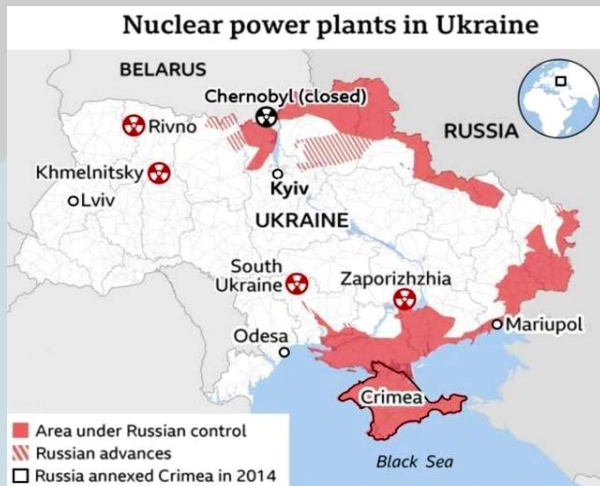 Nuclear power plants in Ukraine
BELARUS
Chernobyl (closed)
Rivno
RUSSIA
Khmelnitsky
Lviv
Kyiv
UKRAINE
South
Ukraine
Zaporizhzhia
Mariupol
Odesa
Crimea
Area under Russian control
Russian advances
Russia annexed Crimea in 2014
Black Sea